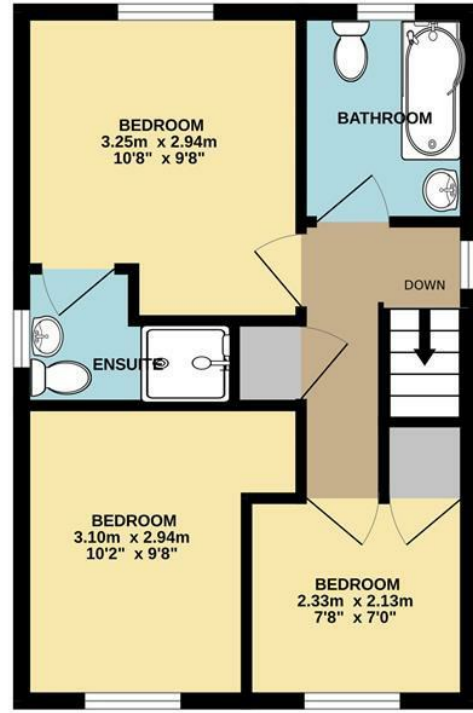 BEDROOM
3.25m x 2.94m
10'8" x 9'8"
BATHROOM
DOWN
ENSUITE
BEDROOM
3.10m x 2.94m
10'2" x 9'8"
BEDROOM
2.33m x 2.13m
7'8" x 7'0"